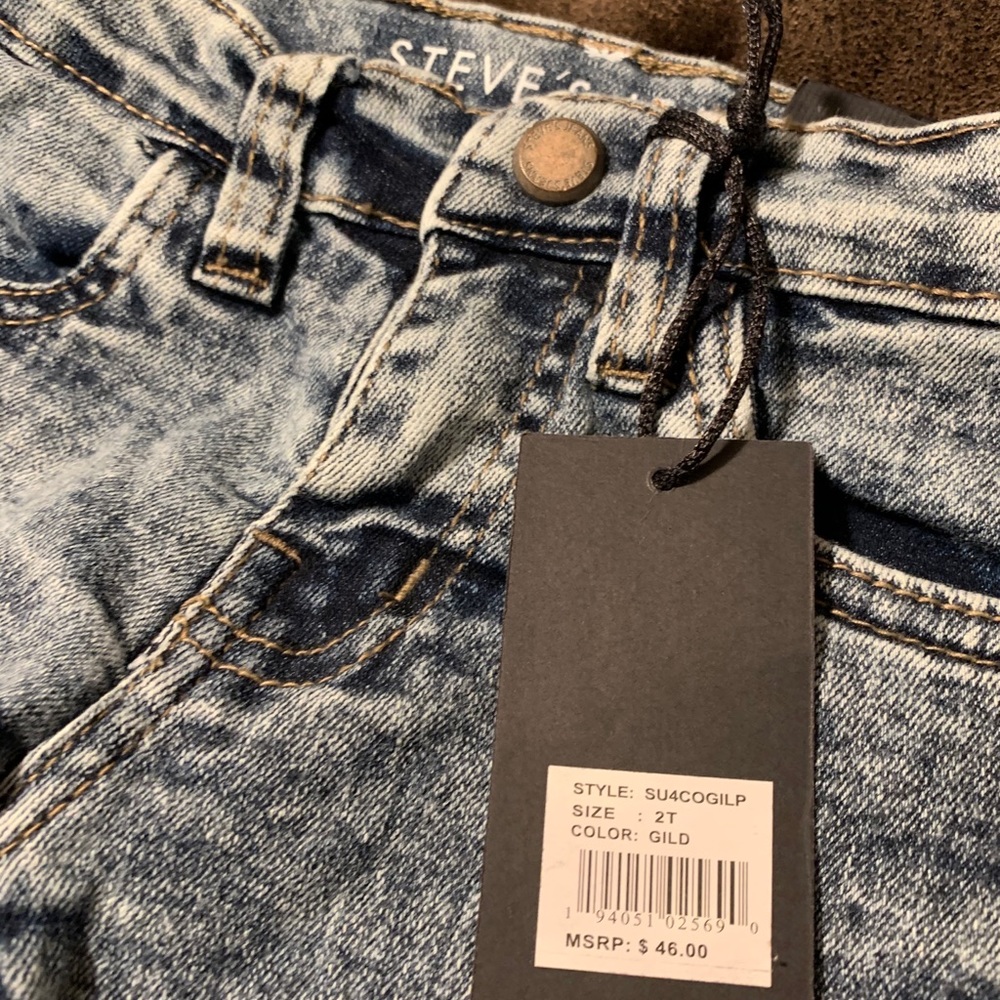 STEVE´S
STYLE: SU4COGILP
SIZE : 2T
COLOR: GILD
1 94051 02569 0
MSRP: $ 46.00